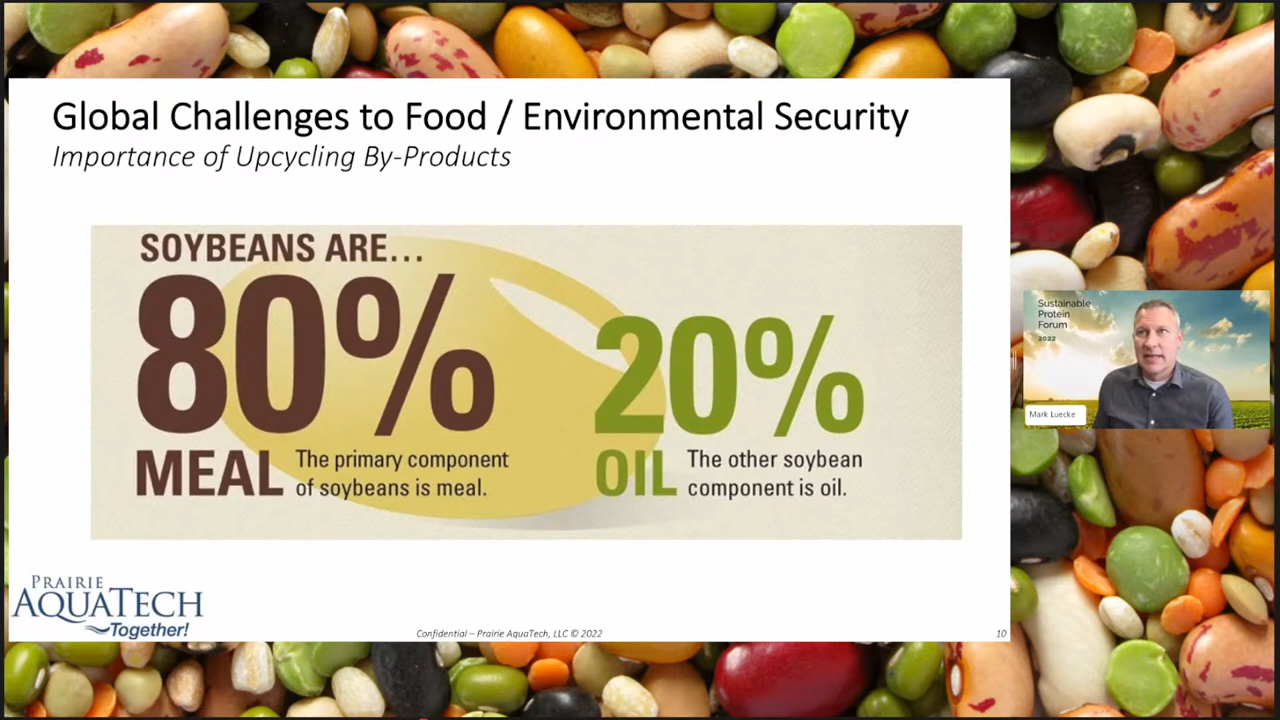 Global Challenges to Food / Environmental Security
Importance of Upcycling By-Products
SOYBEANS ARE...
80%
MEAL
The primary component
of soybeans is meal.
20%
OIL
The other soybean
component is oil.
Sustainable
Protein
Forum
2022
Mark Luecke
PRAIRIE
AQUATECH
Together!
Confidential – Prairie AquaTech, LLC © 2022
10